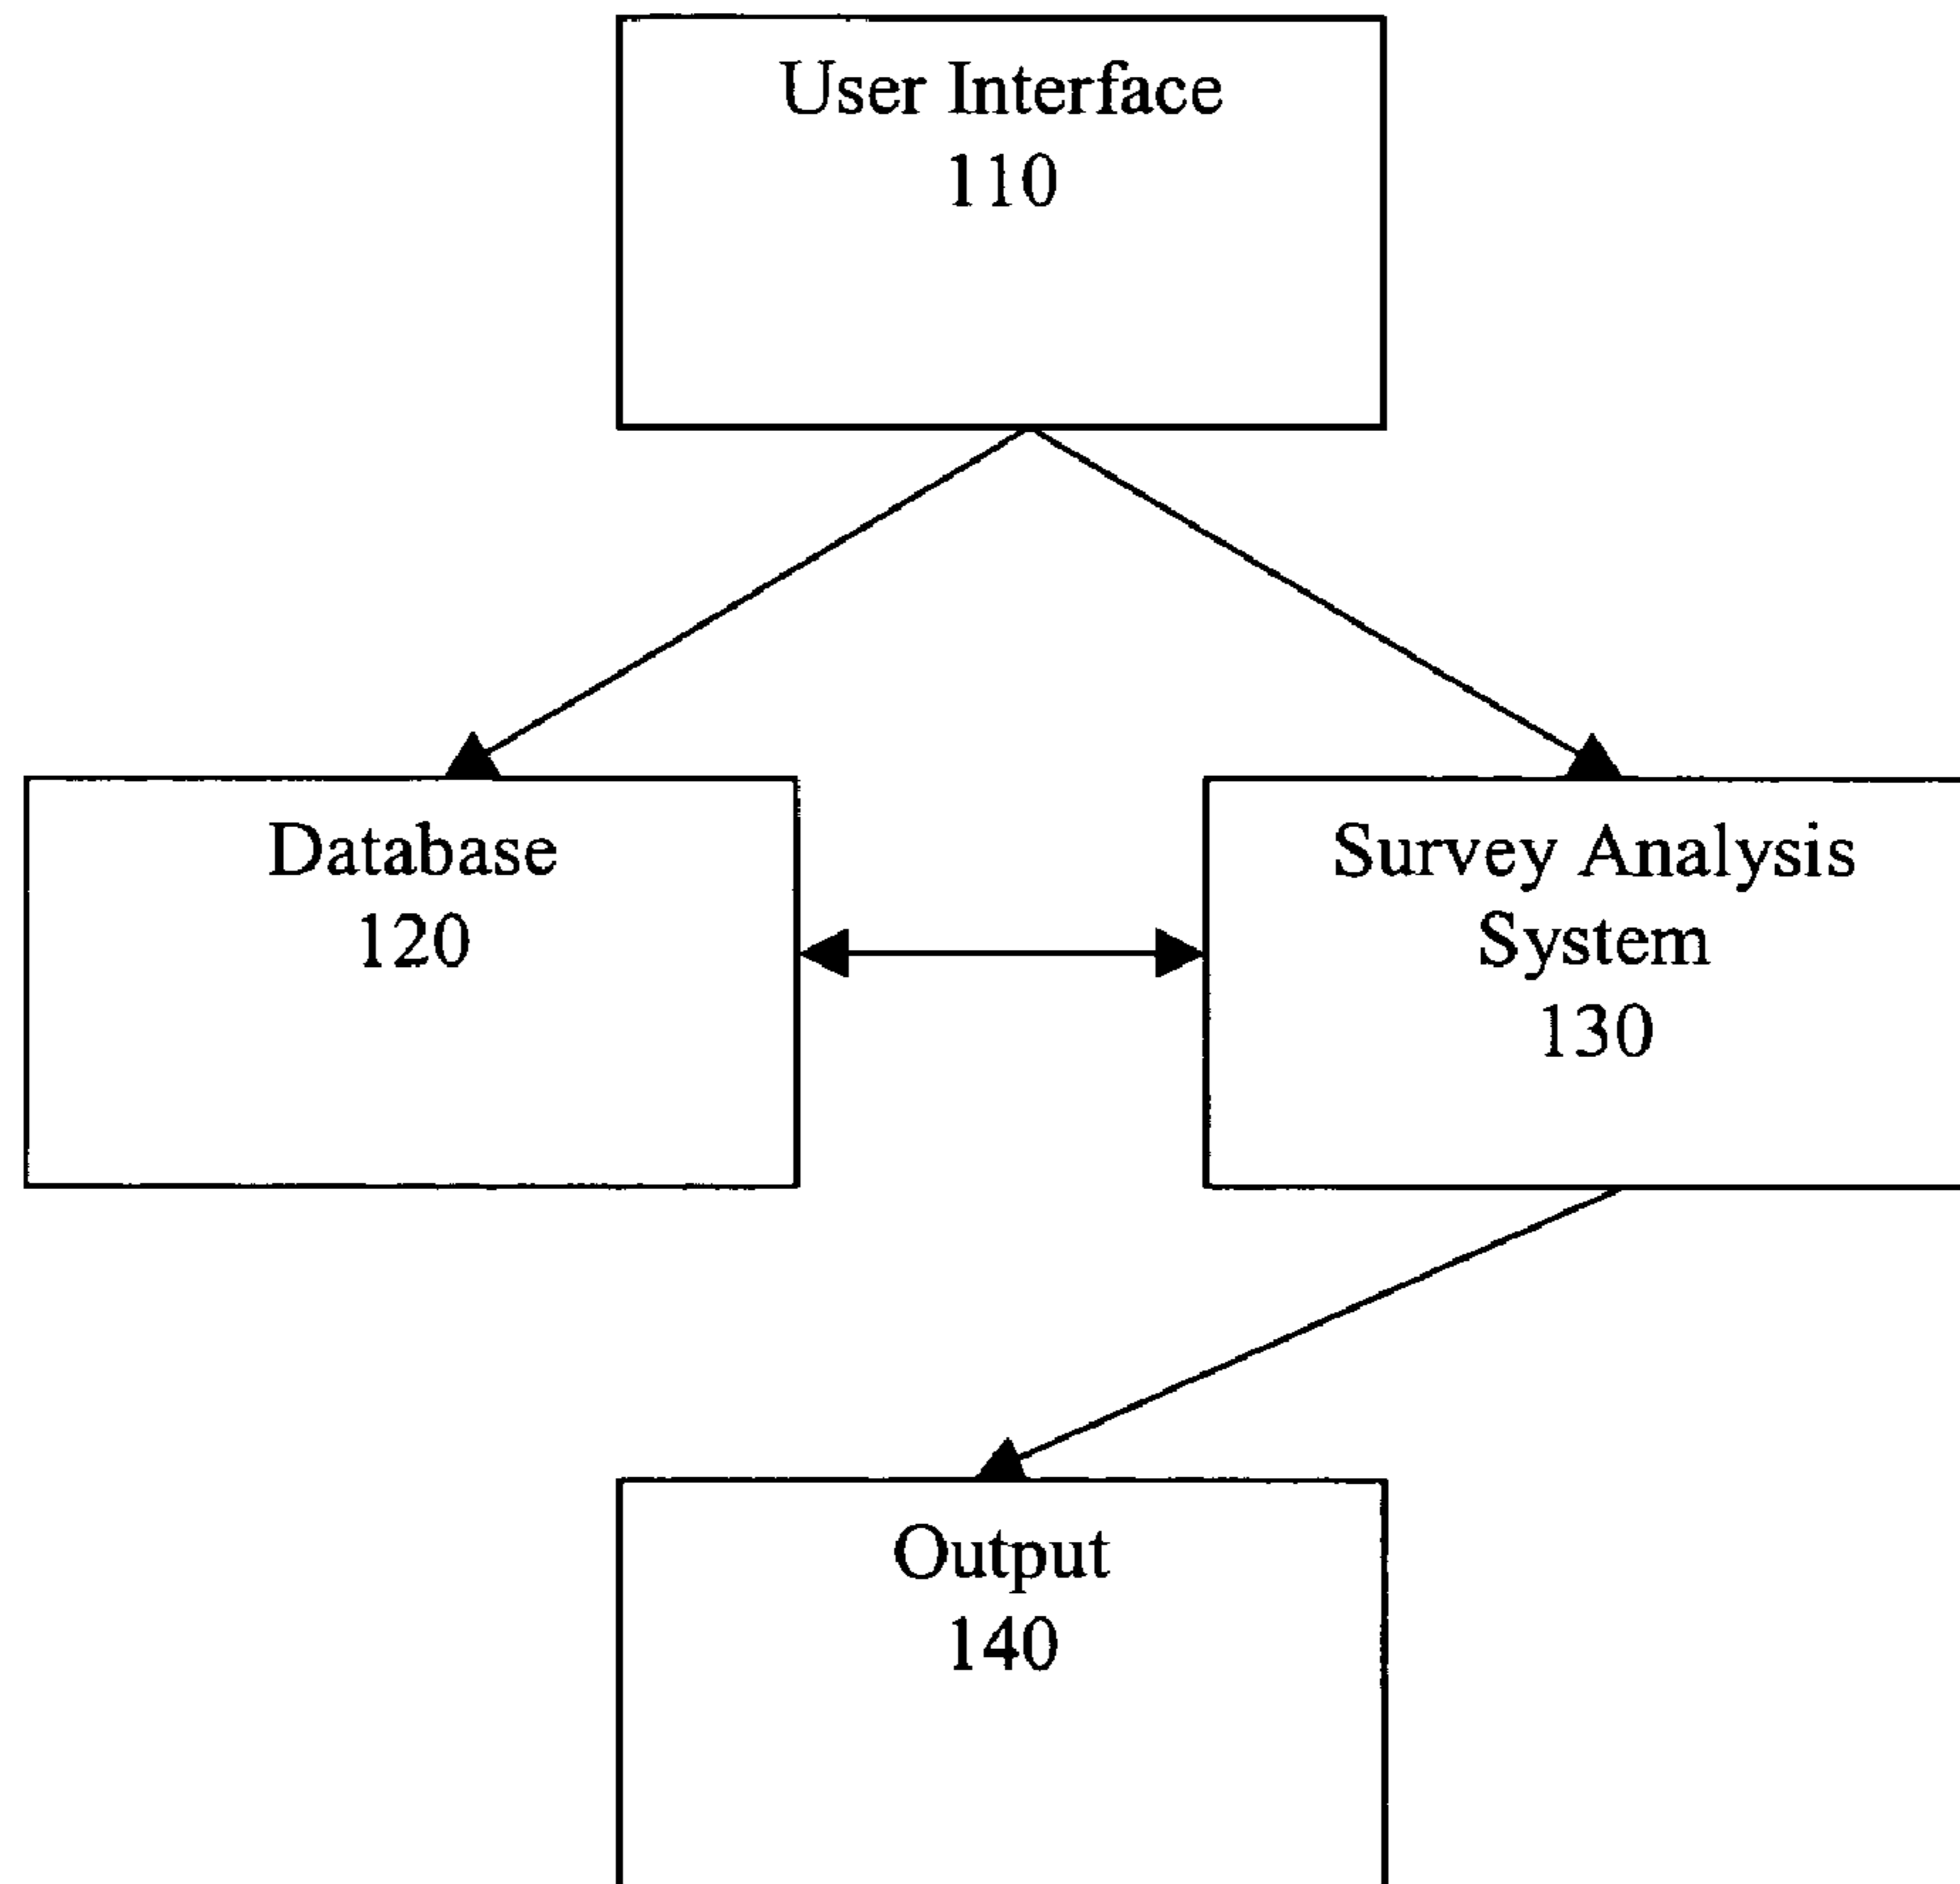 User Interface
110
Database
120
Survey Analysis
System
130
Output
140